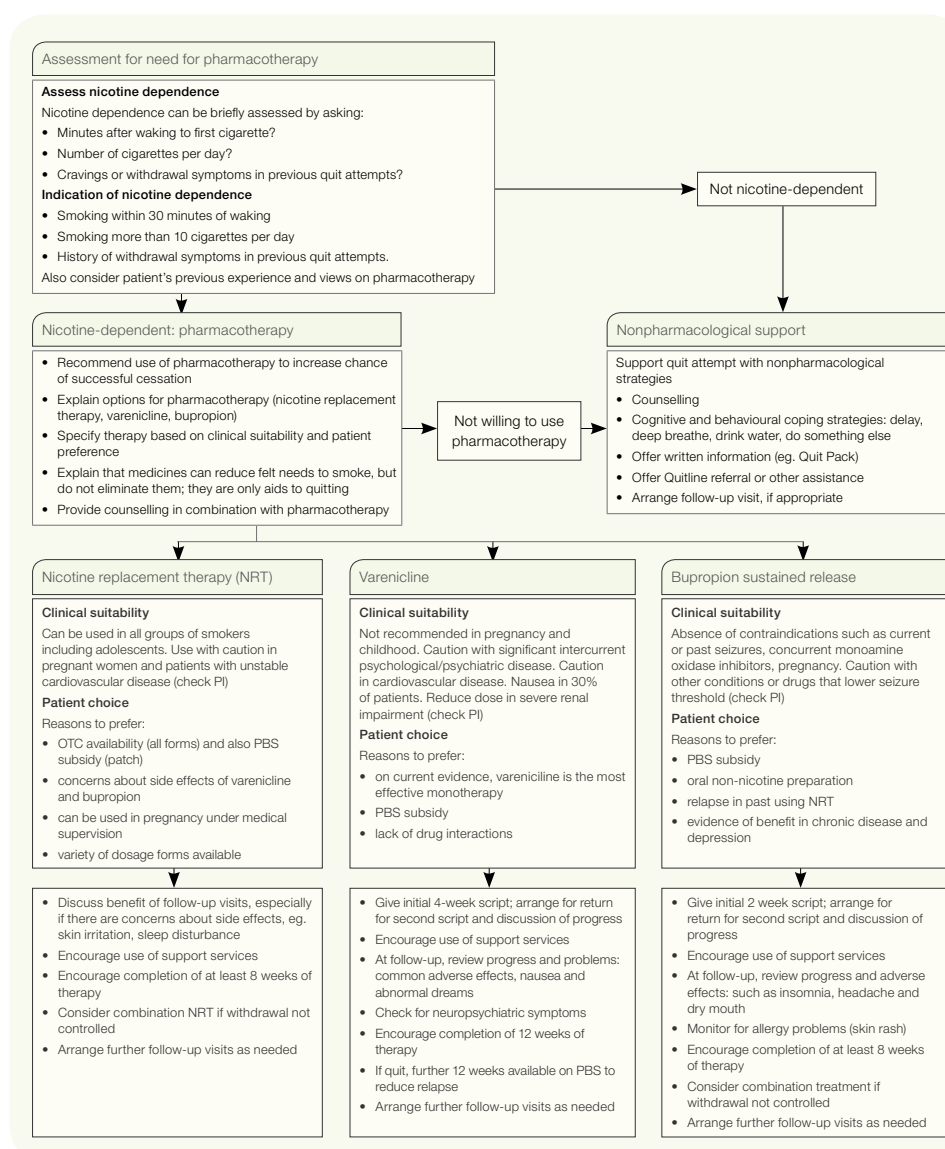 Assessment for need for pharmacotherapy
Assess nicotine dependence
Nicotine dependence can be briefly assessed by asking:
• Minutes after waking to first cigarette?
• Number of cigarettes per day?
• Cravings or withdrawal symptoms in previous quit attempts?
Indication of nicotine dependence
• Smoking within 30 minutes of waking
• Smoking more than 10 cigarettes per day
• History of withdrawal symptoms in previous quit attempts.
Also consider patient's previous experience and views on pharmacotherapy
Not nicotine-dependent
Nicotine-dependent: pharmacotherapy
• Recommend use of pharmacotherapy to increase chance
of successful cessation
• Explain options for pharmacotherapy (nicotine replacement
therapy, varenicline, bupropion)
• Specify therapy based on clinical suitability and patient
preference
• Explain that medicines can reduce felt needs to smoke, but
do not eliminate them; they are only aids to quitting
• Provide counselling in combination with pharmacotherapy
Not willing to use
pharmacotherapy
Nonpharmacological support
Support quit attempt with nonpharmacological
strategies
• Counselling
• Cognitive and behavioural coping strategies: delay,
deep breathe, drink water, do something else
• Offer written information (eg. Quit Pack)
• Offer Quitline referral or other assistance
• Arrange follow-up visit, if appropriate
Nicotine replacement therapy (NRT)
Clinical suitability
Can be used in all groups of smokers
including adolescents. Use with caution in
pregnant women and patients with unstable
cardiovascular disease (check PI)
Patient choice
Reasons to prefer:
• OTC availability (all forms) and also PBS
subsidy (patch)
• concerns about side effects of varenicline
and bupropion
• can be used in pregnancy under medical
supervision
• variety of dosage forms available
• Discuss benefit of follow-up visits, especially
if there are concerns about side effects, eg.
skin irritation, sleep disturbance
• Encourage use of support services
• Encourage completion of at least 8 weeks of
therapy
• Consider combination NRT if withdrawal not
controlled
• Arrange further follow-up visits as needed
Varenicline
Clinical suitability
Not recommended in pregnancy and
childhood. Caution with significant intercurrent
psychological/psychiatric disease. Caution
in cardiovascular disease. Nausea in 30%
of patients. Reduce dose in severe renal
impairment (check PI)
Patient choice
Reasons to prefer:
• on current evidence, vareniciline is the most
effective monotherapy
• PBS subsidy
• lack of drug interactions
• Give initial 4-week script; arrange for return
for second script and discussion of progress
• Encourage use of support services
• At follow-up, review progress and problems:
common adverse effects, nausea and
abnormal dreams
• Check for neuropsychiatric symptoms
• Encourage completion of 12 weeks of
therapy
• If quit, further 12 weeks available on PBS to
reduce relapse
• Arrange further follow-up visits as needed
Bupropion sustained release
Clinical suitability
Absence of contraindications such as current
or past seizures, concurrent monoamine
oxidase inhibitors, pregnancy. Caution with
other conditions or drugs that lower seizure
threshold (check PI)
Patient choice
Reasons to prefer:
• PBS subsidy
• oral non-nicotine preparation
• relapse in past using NRT
• evidence of benefit in chronic disease and
depression
• Give initial 2 week script; arrange for
return for second script and discussion of
progress
• Encourage use of support services
• At follow-up, review progress and adverse
effects: such as insomnia, headache and
dry mouth
• Monitor for allergy problems (skin rash)
• Encourage completion of at least 8 weeks
of therapy
• Consider combination treatment if
withdrawal not controlled
• Arrange further follow-up visits as needed